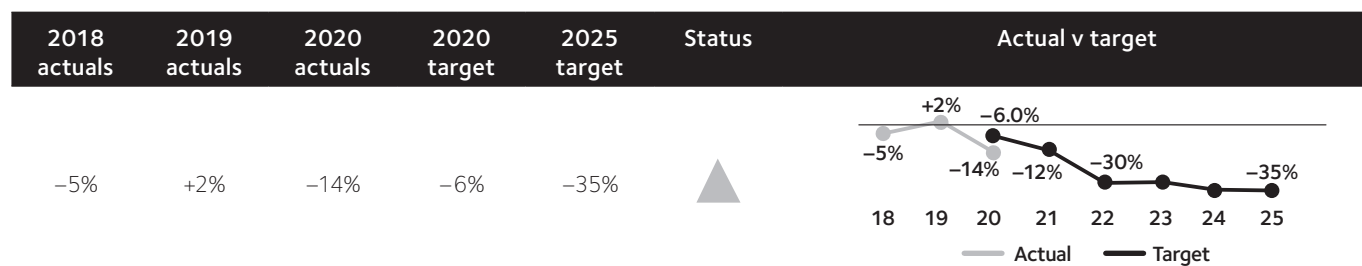 2018 actuals
2019 actuals
2020 actuals
2020 target
2025 target
Status
Actual v target
–5%
+2%
–14%
–6%
–35%
+2%
–6.0%
–5%
–14%
–12%
–30%
–35%
18 19 20 21 22 23 24 25
Actual Target